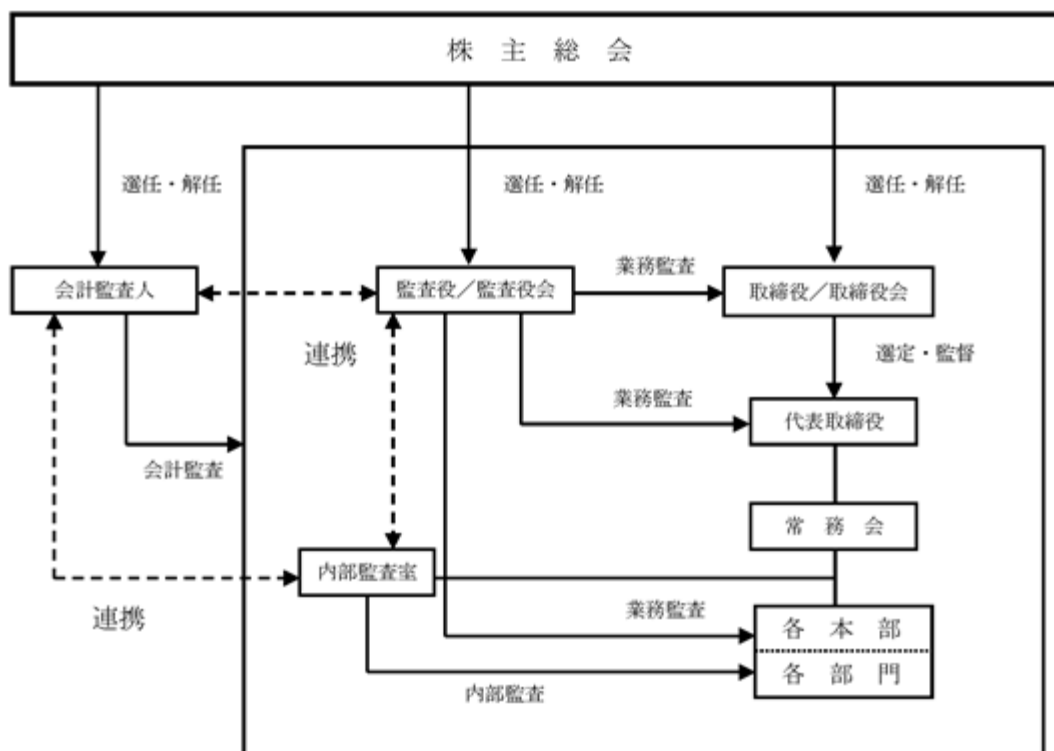 株 主 総 会
選任・解任
選任・解任
選任・解任
業務監査
会計監査人
監査役／監査役会
取締役／取締役会
連携
選定・監督
業務監査
代表取締役
会計監査
常 務 会
内部監査室
連携
業務監査
各 本 部
各 部 門
内部監査